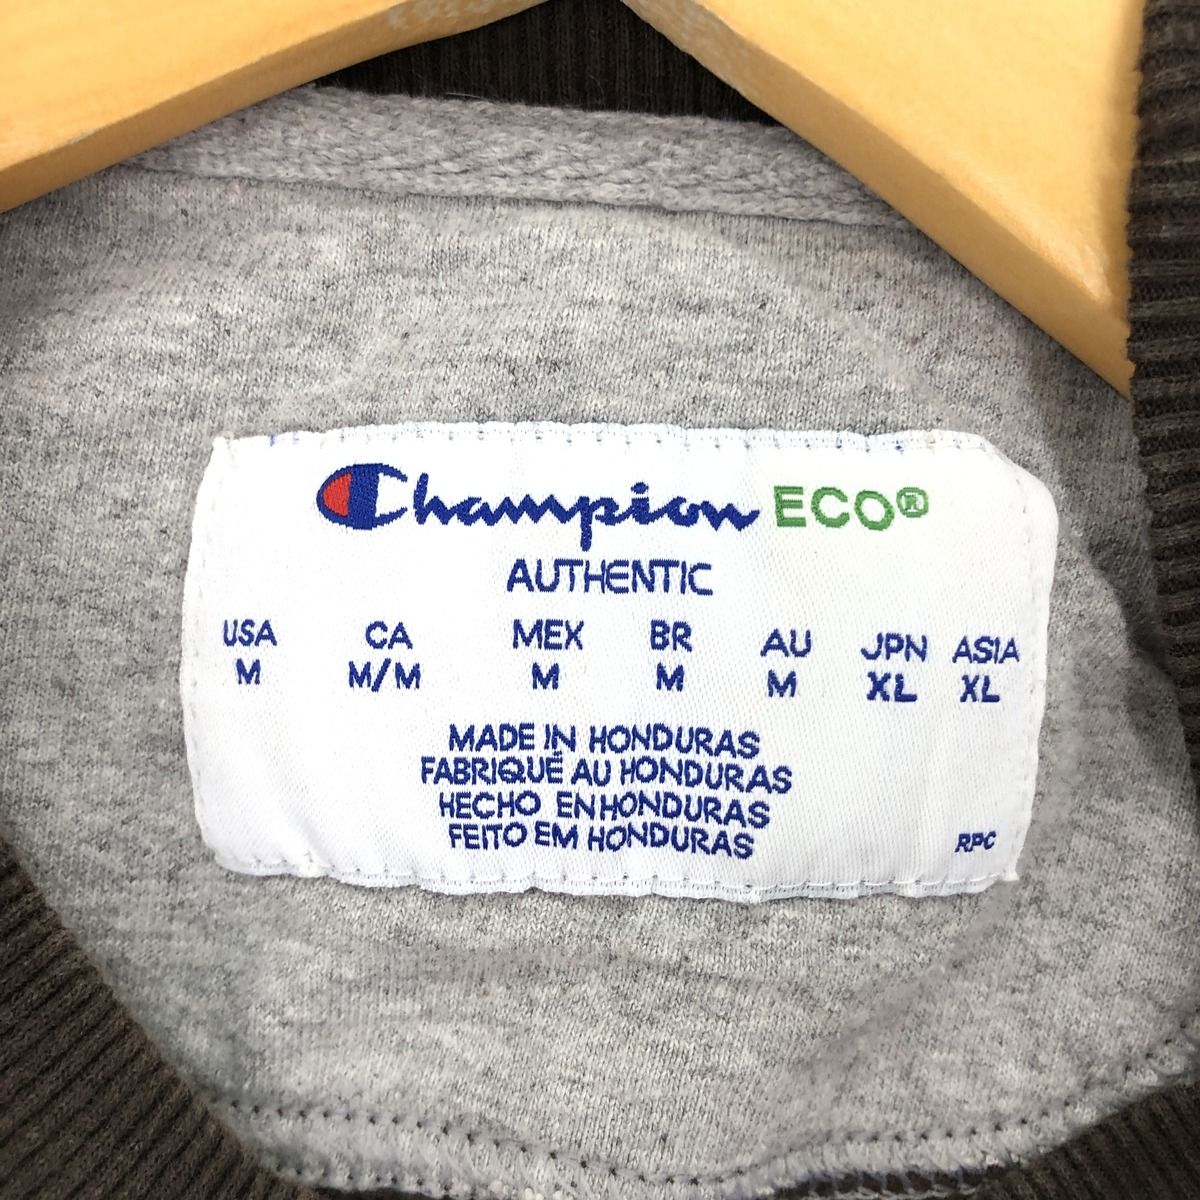 Champion ECO®
AUTHENTIC
USA CA MEX BR AU JPN ASIA
M M/M M M M XL XL
MADE IN HONDURAS
FABRIQUÉ AU HONDURAS
HECHO EN HONDURAS
FEITO EM HONDURAS
RPC